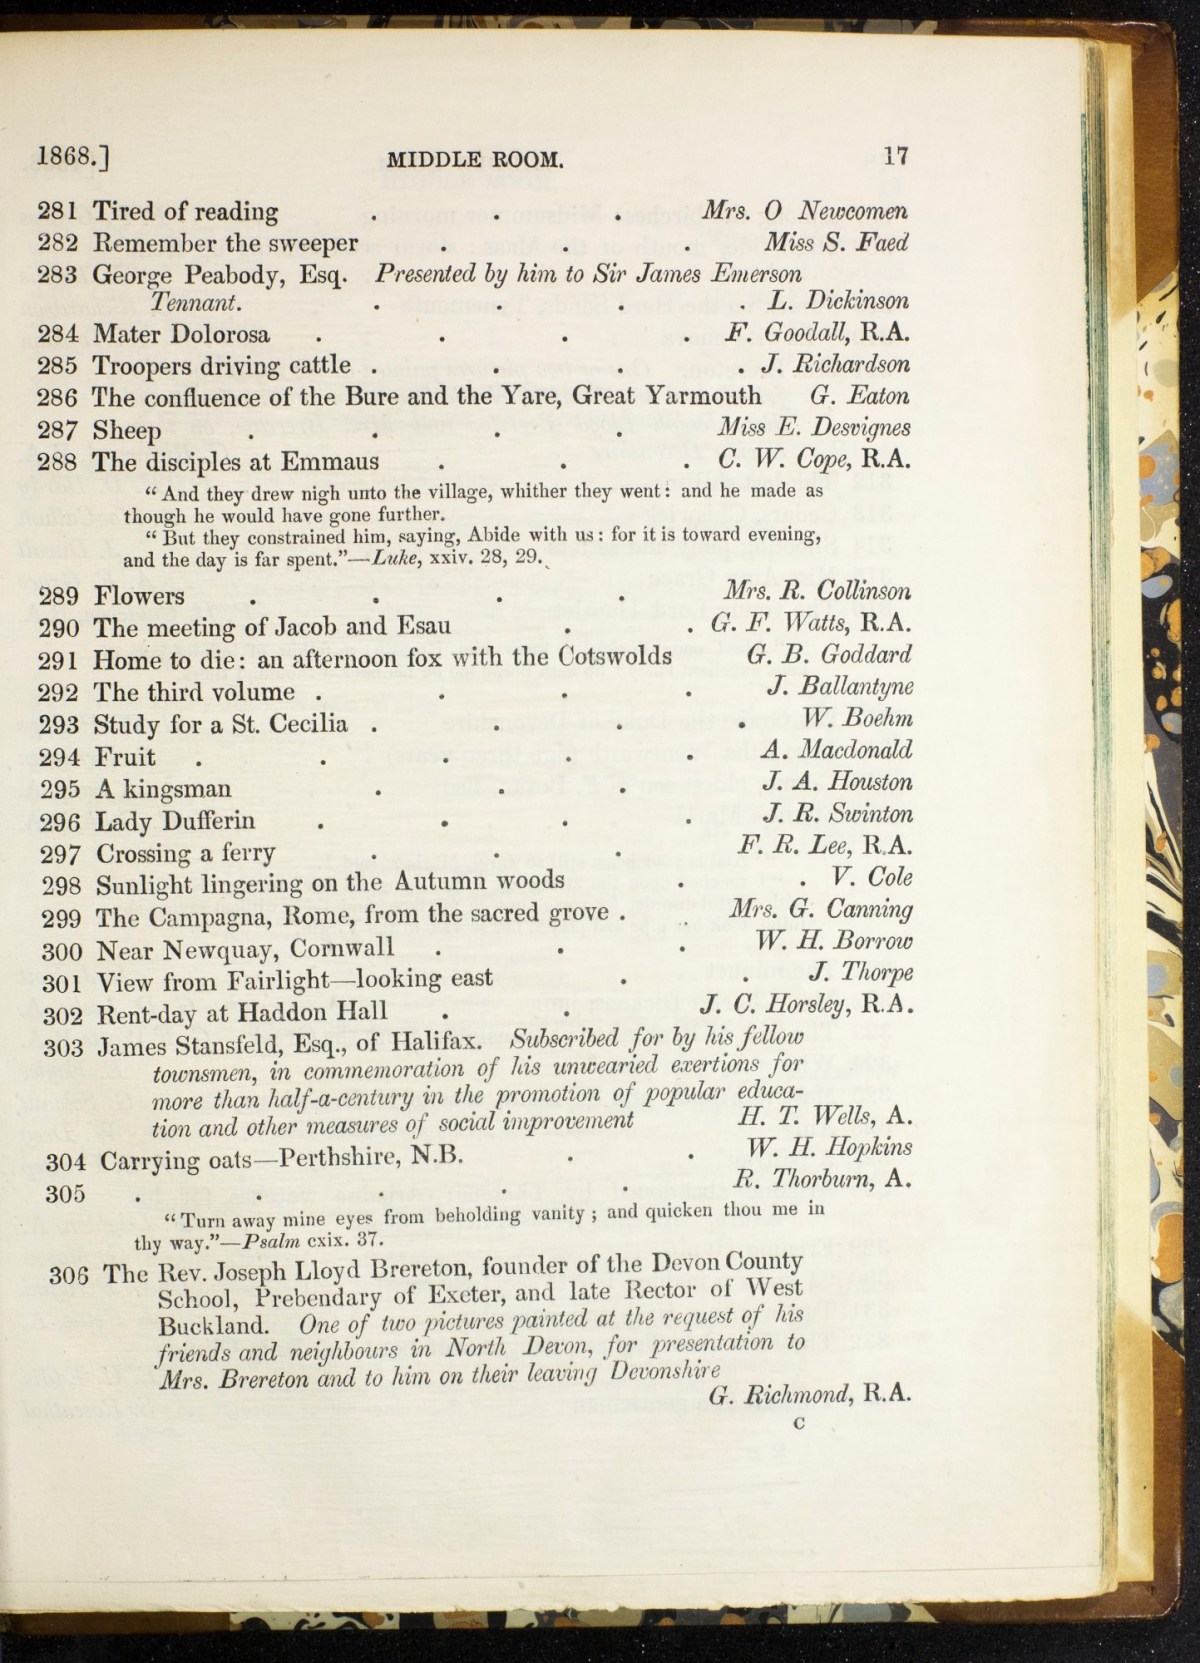 1868.] MIDDLE ROOM. 17
281 Tired of reading . . . Mrs. O Newcomen
282 Remember the sweeper . . . Miss S. Faed
283 George Peabody, Esq. Presented by him to Sir James Emerson
Tennant. . . . . L. Dickinson
284 Mater Dolorosa . . . . F. Goodall, R.A.
285 Troopers driving cattle . . . . J. Richardson
286 The confluence of the Bure and the Yare, Great Yarmouth G. Eaton
287 Sheep . . . . Miss E. Desvignes
288 The disciples at Emmaus . . . C. W. Cope, R.A.
“And they drew nigh unto the village, whither they went: and he made as
though he would have gone further.
“But they constrained him, saying, Abide with us: for it is toward evening,
and the day is far spent.”—Luke, xxiv. 28, 29.
289 Flowers . . . . Mrs. R. Collinson
290 The meeting of Jacob and Esau . . G. F. Watts, R.A.
291 Home to die: an afternoon fox with the Cotswolds G. B. Goddard
292 The third volume . . . . J. Ballantyne
293 Study for a St. Cecilia . . . . W. Boehm
294 Fruit . . . . . A. Macdonald
295 A kingsman . . . J. A. Houston
296 Lady Dufferin . . . . J. R. Swinton
297 Crossing a ferry . . . F. R. Lee, R.A.
298 Sunlight lingering on the Autumn woods . . V. Cole
299 The Campagna, Rome, from the sacred grove . . Mrs. G. Canning
300 Near Newquay, Cornwall . . . W. H. Borrow
301 View from Fairlight—looking east . . J. Thorpe
302 Rent-day at Haddon Hall . . J. C. Horsley, R.A.
303 James Stansfeld, Esq., of Halifax. Subscribed for by his fellow
townsmen, in commemoration of his unwearied exertions for
more than half-a-century in the promotion of popular educa-
tion and other measures of social improvement H. T. Wells, A.
304 Carrying oats—Perthshire, N.B. . . W. H. Hopkins
305 . . . . . R. Thorburn, A.
“Turn away mine eyes from beholding vanity; and quicken thou me in
thy way.”—Psalm cxix. 37.
306 The Rev. Joseph Lloyd Brereton, founder of the Devon County
School, Prebendary of Exeter, and late Rector of West
Buckland. One of two pictures painted at the request of his
friends and neighbours in North Devon, for presentation to
Mrs. Brereton and to him on their leaving Devonshire
G. Richmond, R.A.
C